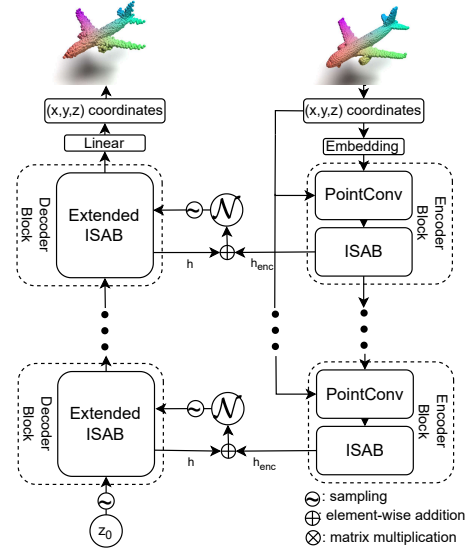 (x,y,z) coordinates
Linear
Decoder
Block
Extended
ISAB
h
𝒩
~
h_enc
(x,y,z) coordinates
Embedding
PointConv
ISAB
Encoder
Block
Decoder
Block
Extended
ISAB
h
𝒩
~
h_enc
PointConv
ISAB
Encoder
Block
~
z_0
: sampling
: element-wise addition
: matrix multiplication